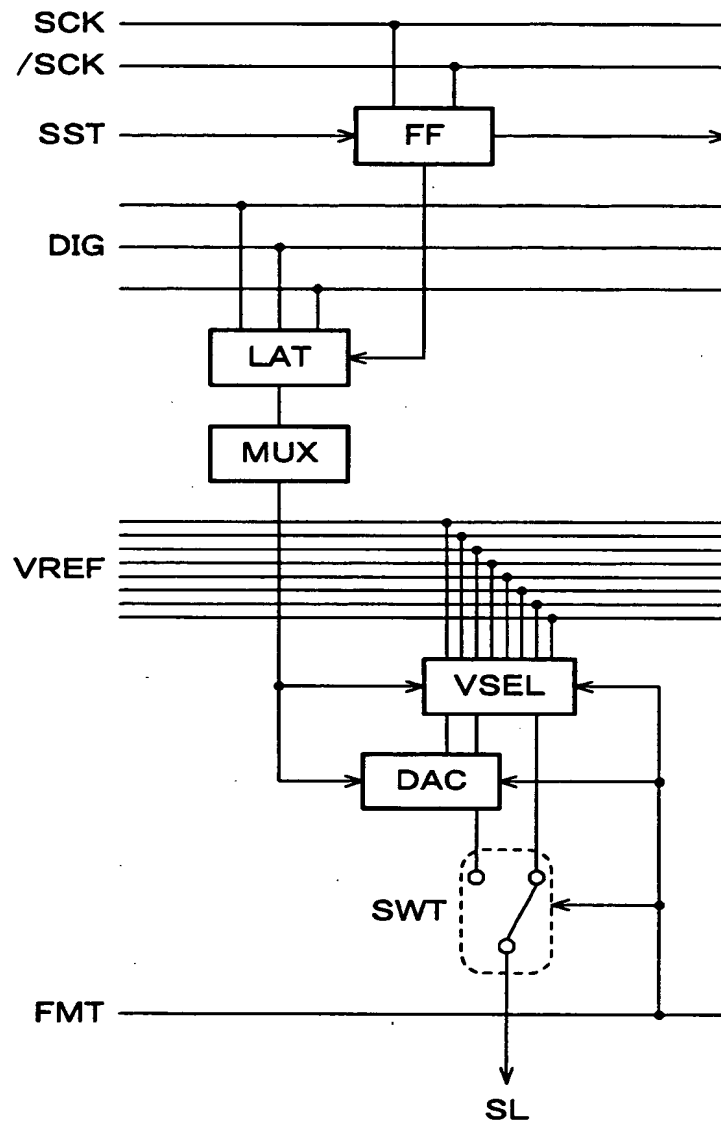 SCK
/SCK
SST
FF
DIG
LAT
MUX
VREF
VSEL
DAC
SWT
FMT
SL